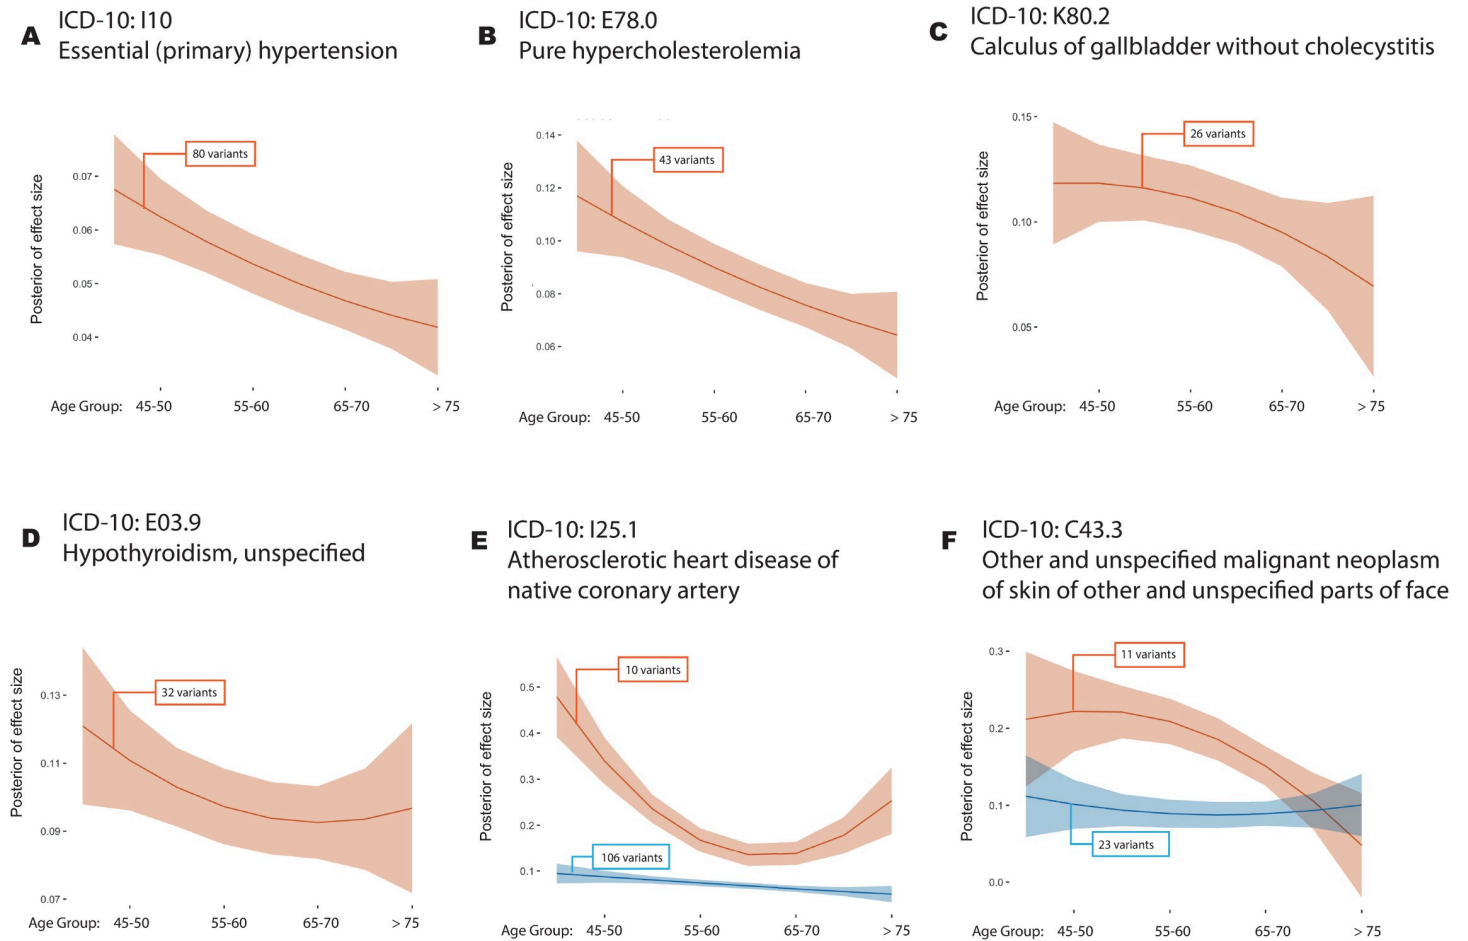 A
ICD-10: I10
Essential (primary) hypertension
80 variants
Posterior of effect size
0.07
0.06
0.05
0.04
Age Group: 45-50 55-60 65-70 > 75
B
ICD-10: E78.0
Pure hypercholesterolemia
43 variants
Posterior of effect size
0.14
0.12
0.10
0.08
0.06
Age Group: 45-50 55-60 65-70 > 75
C
ICD-10: K80.2
Calculus of gallbladder without cholecystitis
26 variants
Posterior of effect size
0.15
0.10
0.05
Age Group: 45-50 55-60 65-70 > 75
D
ICD-10: E03.9
Hypothyroidism, unspecified
32 variants
Posterior of effect size
0.13
0.11
0.09
0.07
Age Group: 45-50 55-60 65-70 > 75
E
ICD-10: I25.1
Atherosclerotic heart disease of
native coronary artery
10 variants
106 variants
Posterior of effect size
0.5
0.4
0.3
0.2
0.1
Age Group: 45-50 55-60 65-70 > 75
F
ICD-10: C43.3
Other and unspecified malignant neoplasm
of skin of other and unspecified parts of face
11 variants
23 variants
Posterior of effect size
0.3
0.2
0.1
0.0
Age Group: 45-50 55-60 65-70 > 75